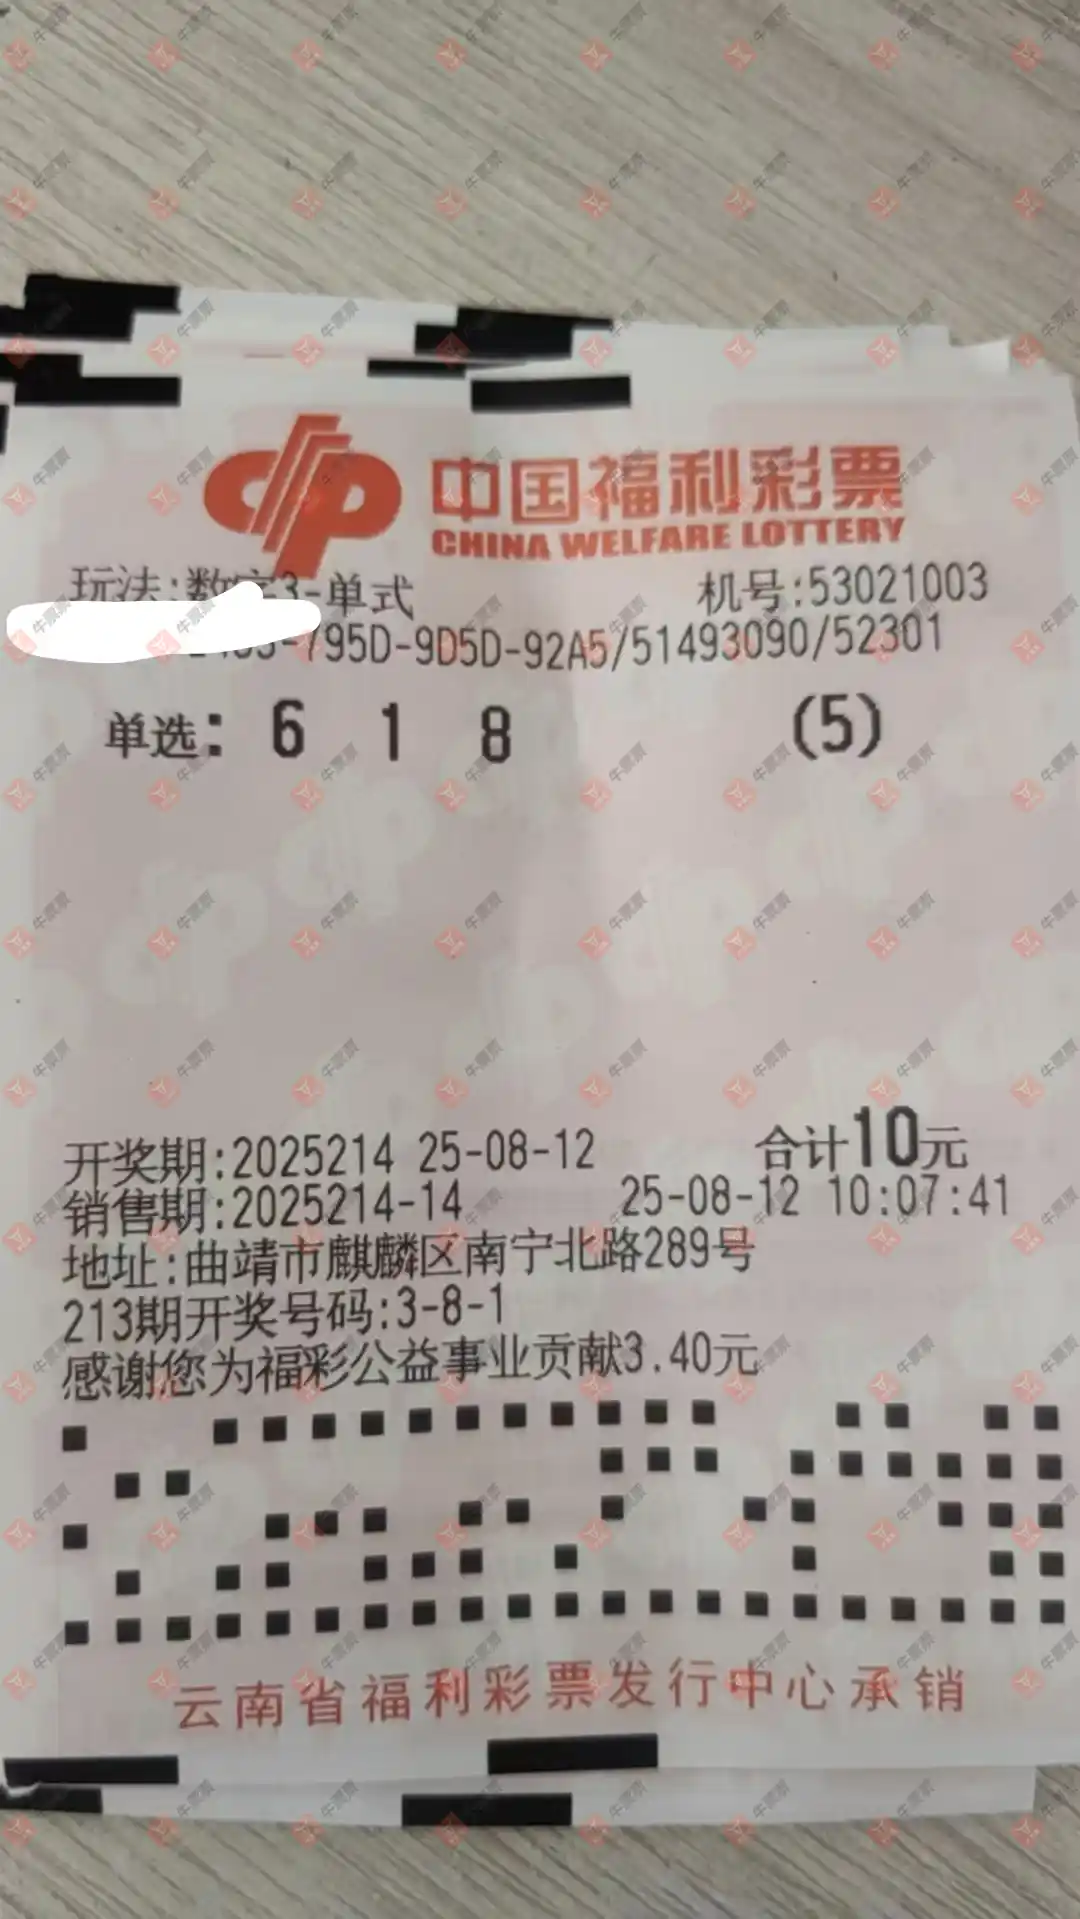 中国福利彩票
CHINA WELFARE LOTTERY
玩法:数字3-单式 机号:53021003
-795D-9D5D-92A5/51493090/52301
单选: 6 1 8 (5)
开奖期:2025214 25-08-12 合计10元
销售期:2025214-14 25-08-12 10:07:41
地址:曲靖市麒麟区南宁北路289号
213期开奖号码:3-8-1
感谢您为福彩公益事业贡献3.40元
云南省福利彩票发行中心承销
牛票票